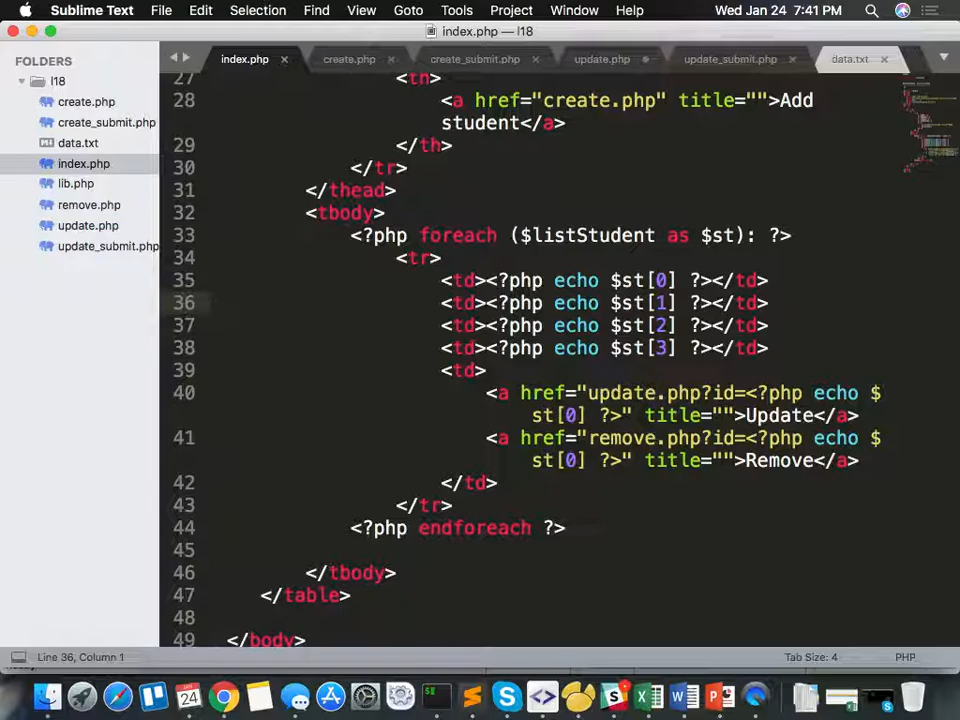 Sublime Text File Edit Selection Find View Goto Tools Project Window Help Wed Jan 24 7:41 PM
index.php — l18
FOLDERS
l18
create.php
create_submit.php
data.txt
index.php
lib.php
remove.php
update.php
update_submit.php
index.php create.php create_submit.php update.php update_submit.php data.txt
27 <th>
28 <a href="create.php" title="">Add
student</a>
29 </th>
30 </tr>
31 </thead>
32 <tbody>
33 <?php foreach ($listStudent as $st): ?>
34 <tr>
35 <td><?php echo $st[0] ?></td>
36 <td><?php echo $st[1] ?></td>
37 <td><?php echo $st[2] ?></td>
38 <td><?php echo $st[3] ?></td>
39 <td>
40 <a href="update.php?id=<?php echo $
st[0] ?>" title="">Update</a>
41 <a href="remove.php?id=<?php echo $
st[0] ?>" title="">Remove</a>
42 </td>
43 </tr>
44 <?php endforeach ?>
45
46 </tbody>
47 </table>
48
49 </body>
Line 36, Column 1 Tab Size: 4 PHP